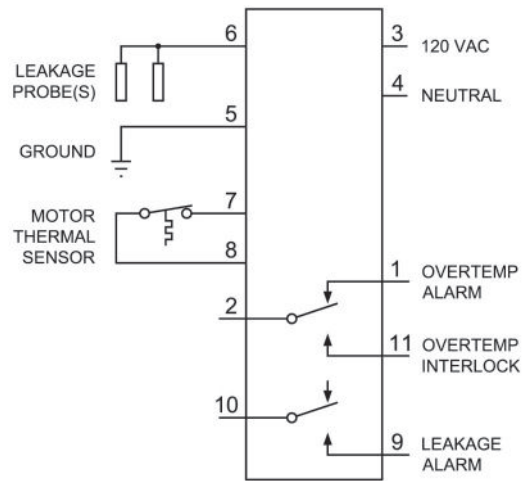 6
3
120 VAC
LEAKAGE
PROBE(S)
4
NEUTRAL
5
GROUND
7
MOTOR
THERMAL
SENSOR
8
1
OVERTEMP
ALARM
2
11
OVERTEMP
INTERLOCK
10
9
LEAKAGE
ALARM